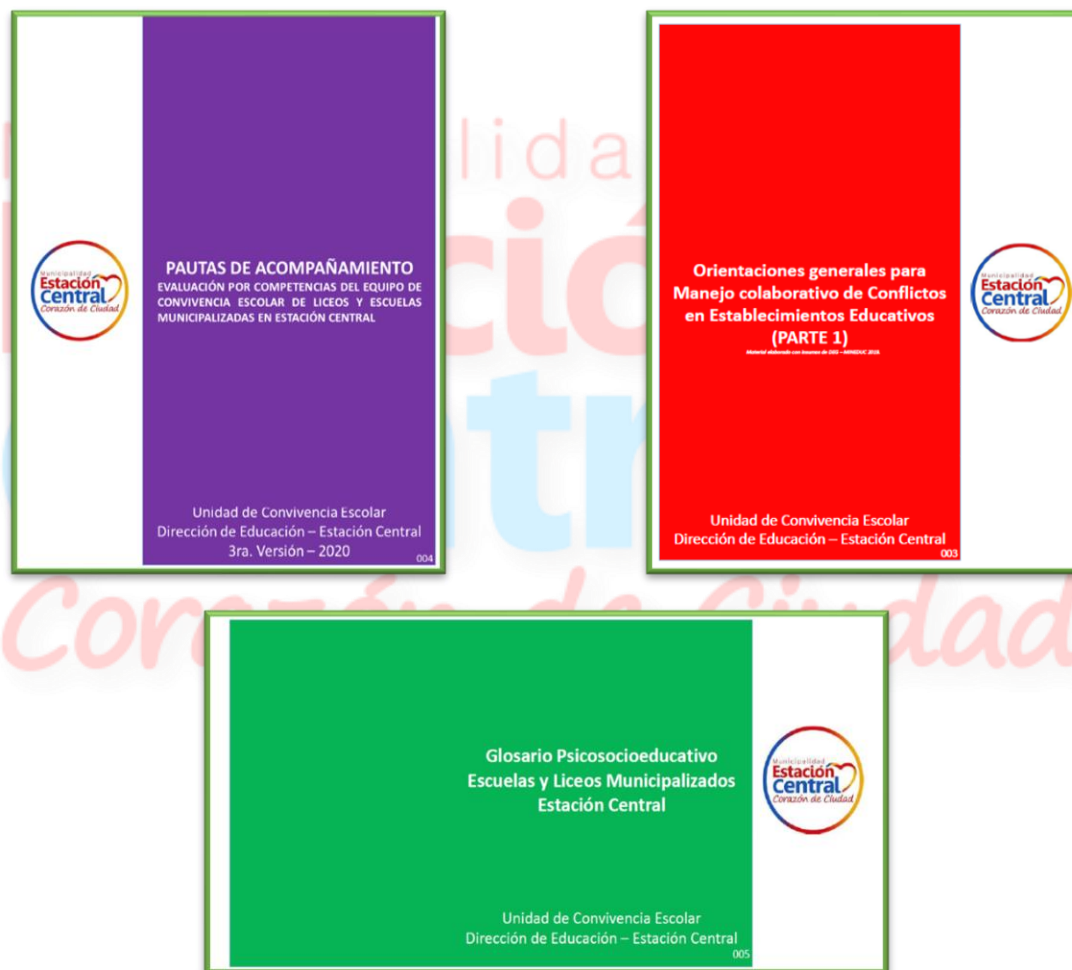 Municipalidad
Estación
Central
Corazón de Ciudad
PAUTAS DE ACOMPAÑAMIENTO
EVALUACIÓN POR COMPETENCIAS DEL EQUIPO DE
CONVIVENCIA ESCOLAR DE LICEOS Y ESCUELAS
MUNICIPALIZADAS EN ESTACIÓN CENTRAL
Unidad de Convivencia Escolar
Dirección de Educación – Estación Central
3ra. Versión – 2020
004
Orientaciones generales para
Manejo colaborativo de Conflictos
en Establecimientos Educativos
(PARTE 1)
Unidad de Convivencia Escolar
Dirección de Educación – Estación Central
003
Municipalidad
Estación
Central
Corazón de Ciudad
Glosario Psicosocioeducativo
Escuelas y Liceos Municipalizados
Estación Central
Unidad de Convivencia Escolar
Dirección de Educación – Estación Central
005
Municipalidad
Estación
Central
Corazón de Ciudad